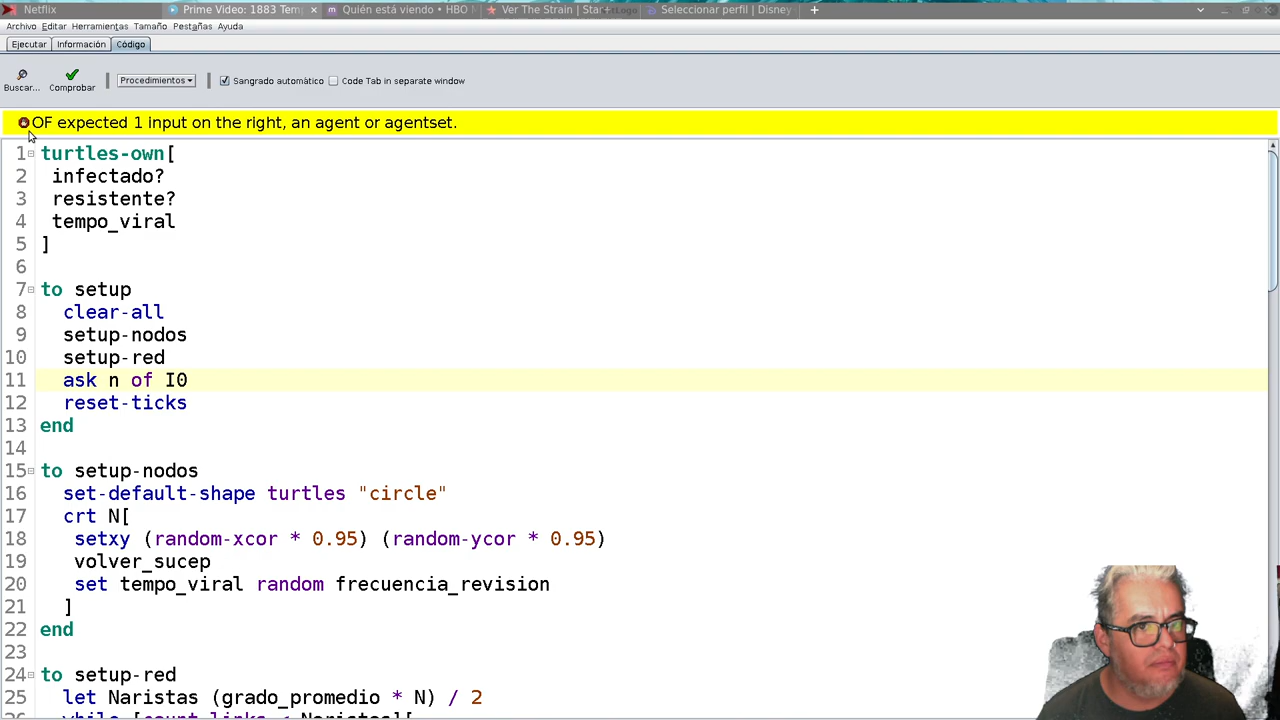 Netflix
Prime Video: 1883 Tem
Quién está viendo • HBO
Ver The Strain | Star+
Seleccionar perfil | Disney
Archivo Editar Herramientas Tamaño Pestañas Ayuda
Ejecutar Información Código
Buscar... Comprobar Procedimientos Sangrado automático Code Tab in separate window
OF expected 1 input on the right, an agent or agentset.
1 turtles-own[
2 infectado?
3 resistente?
4 tempo_viral
5 ]
6
7 to setup
8 clear-all
9 setup-nodos
10 setup-red
11 ask n of I0
12 reset-ticks
13 end
14
15 to setup-nodos
16 set-default-shape turtles "circle"
17 crt N[
18 setxy (random-xcor * 0.95) (random-ycor * 0.95)
19 volver_sucep
20 set tempo_viral random frecuencia_revision
21 ]
22 end
23
24 to setup-red
25 let Naristas (grado_promedio * N) / 2
while [count links < Naristas][